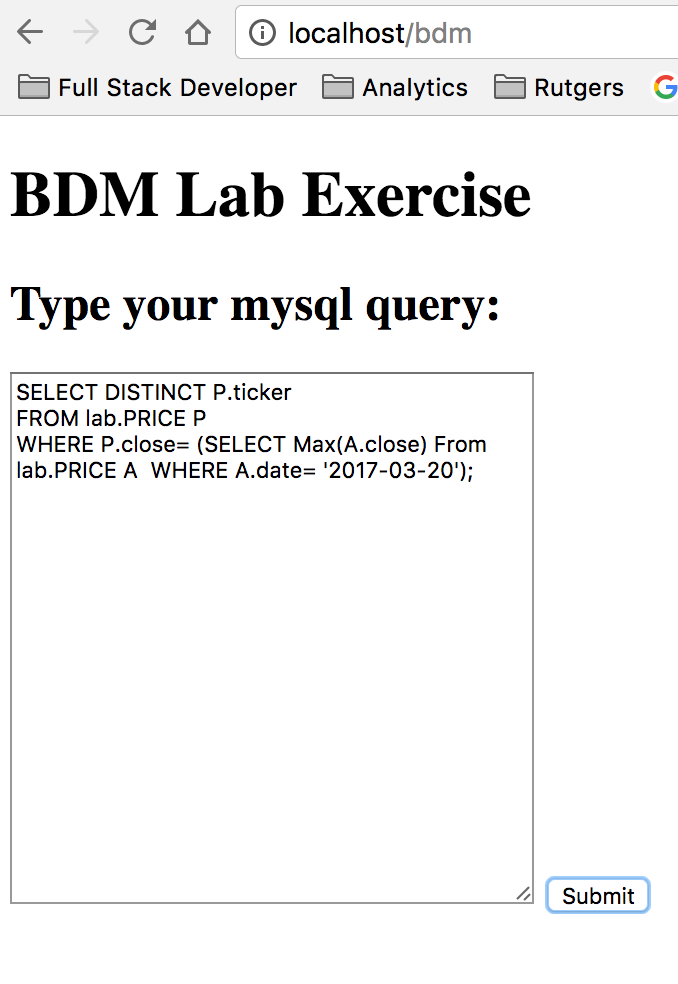 localhost/bdm
Full Stack Developer Analytics Rutgers
BDM Lab Exercise
Type your mysql query:
SELECT DISTINCT P.ticker
FROM lab.PRICE P
WHERE P.close= (SELECT Max(A.close) From
lab.PRICE A  WHERE A.date= '2017-03-20');
Submit